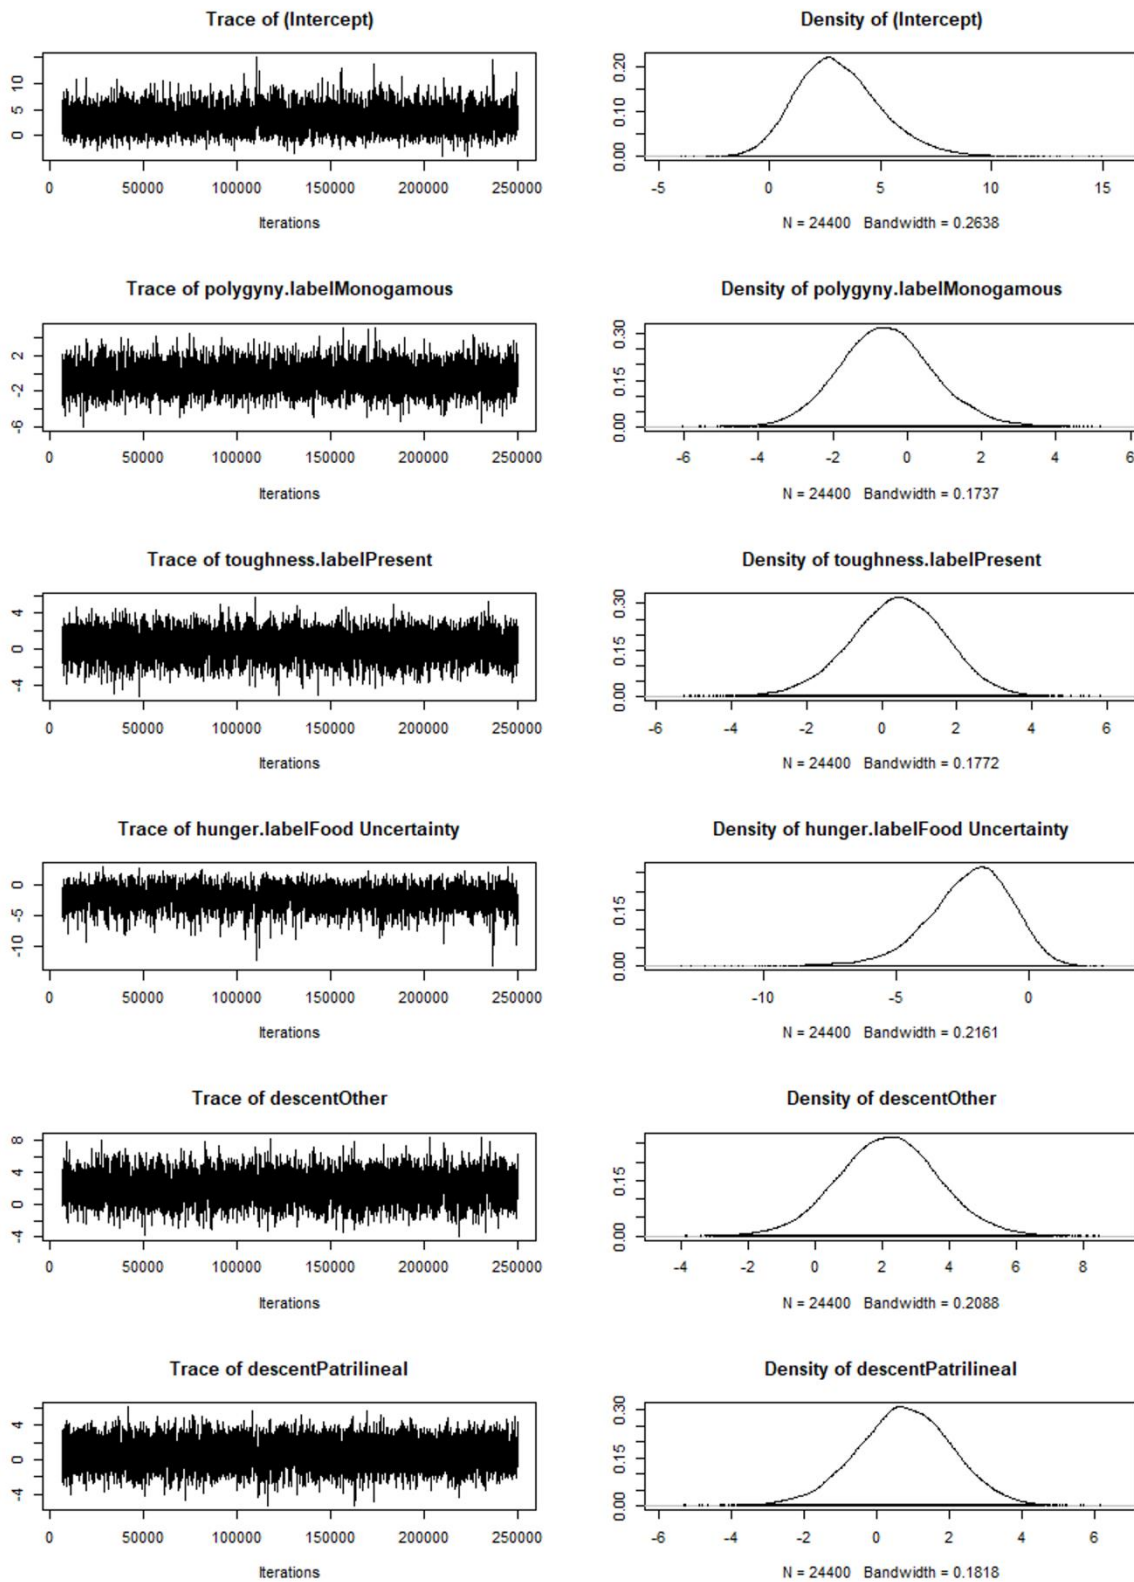 Trace of (Intercept)
Density of (Intercept)
0 5 10
0.00 0.10 0.20
0 50000 100000 150000 200000 250000
-5 0 5 10 15
Iterations
N = 24400 Bandwidth = 0.2638
Trace of polygyny.labelMonogamous
Density of polygyny.labelMonogamous
-6 -2 2
0.00 0.15 0.30
0 50000 100000 150000 200000 250000
-6 -4 -2 0 2 4 6
Iterations
N = 24400 Bandwidth = 0.1737
Trace of toughness.labelPresent
Density of toughness.labelPresent
-4 0 4
0.00 0.15 0.30
0 50000 100000 150000 200000 250000
-6 -4 -2 0 2 4 6
Iterations
N = 24400 Bandwidth = 0.1772
Trace of hunger.labelFood Uncertainty
Density of hunger.labelFood Uncertainty
-10 -5 0
0.00 0.15
0 50000 100000 150000 200000 250000
-10 -5 0
Iterations
N = 24400 Bandwidth = 0.2161
Trace of descentOther
Density of descentOther
-4 0 4 8
0.00 0.15
0 50000 100000 150000 200000 250000
-4 -2 0 2 4 6 8
Iterations
N = 24400 Bandwidth = 0.2088
Trace of descentPatrilineal
Density of descentPatrilineal
-4 0 4
0.00 0.15 0.30
0 50000 100000 150000 200000 250000
-6 -4 -2 0 2 4 6
Iterations
N = 24400 Bandwidth = 0.1818